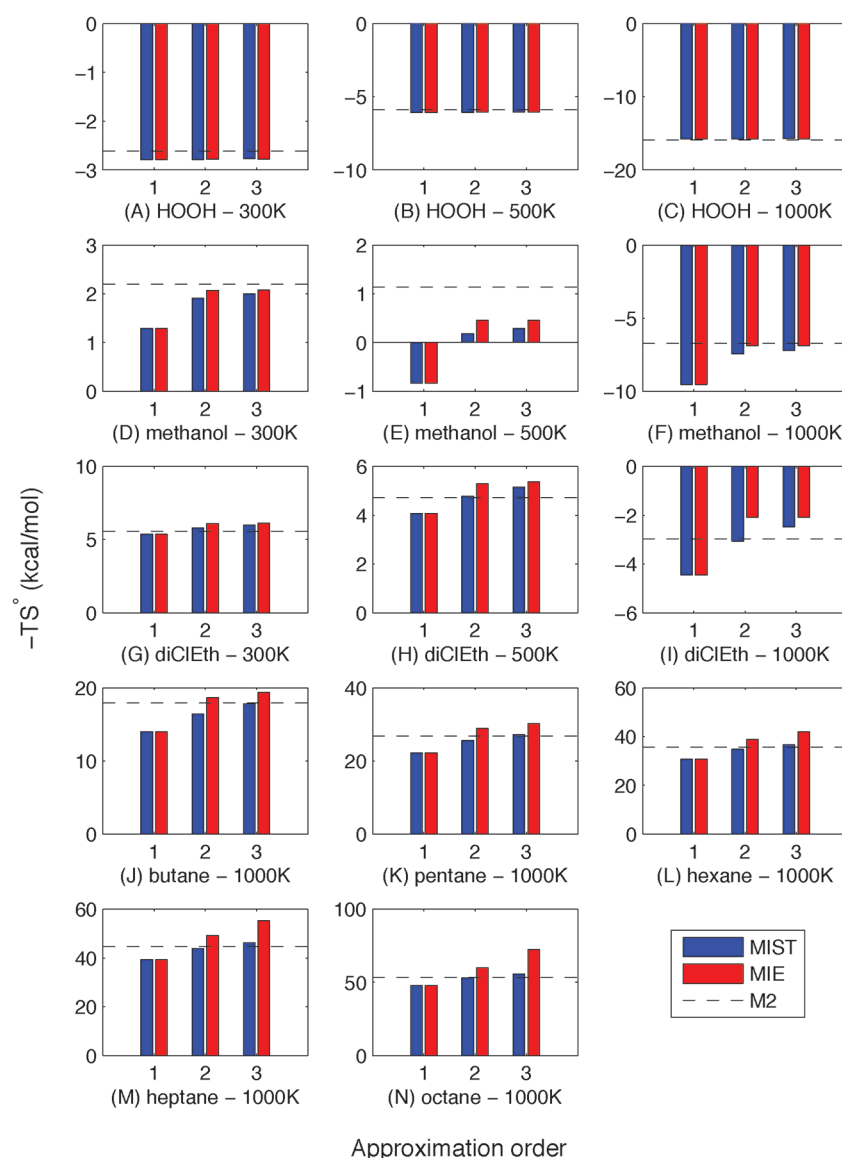 0
−1
−2
−3
1 2 3
(A) HOOH − 300K
0
−5
−10
1 2 3
(B) HOOH − 500K
0
−10
−20
1 2 3
(C) HOOH − 1000K
3
2
1
0
1 2 3
(D) methanol − 300K
2
1
0
−1
1 2 3
(E) methanol − 500K
0
−5
−10
1 2 3
(F) methanol − 1000K
−TS° (kcal/mol)
10
5
0
1 2 3
(G) diClEth − 300K
6
4
2
0
1 2 3
(H) diClEth − 500K
0
−2
−4
−6
1 2 3
(I) diClEth − 1000K
20
10
0
1 2 3
(J) butane − 1000K
40
20
0
1 2 3
(K) pentane − 1000K
60
40
20
0
1 2 3
(L) hexane − 1000K
60
40
20
0
1 2 3
(M) heptane − 1000K
100
50
0
1 2 3
(N) octane − 1000K
MIST
MIE
M2
Approximation order